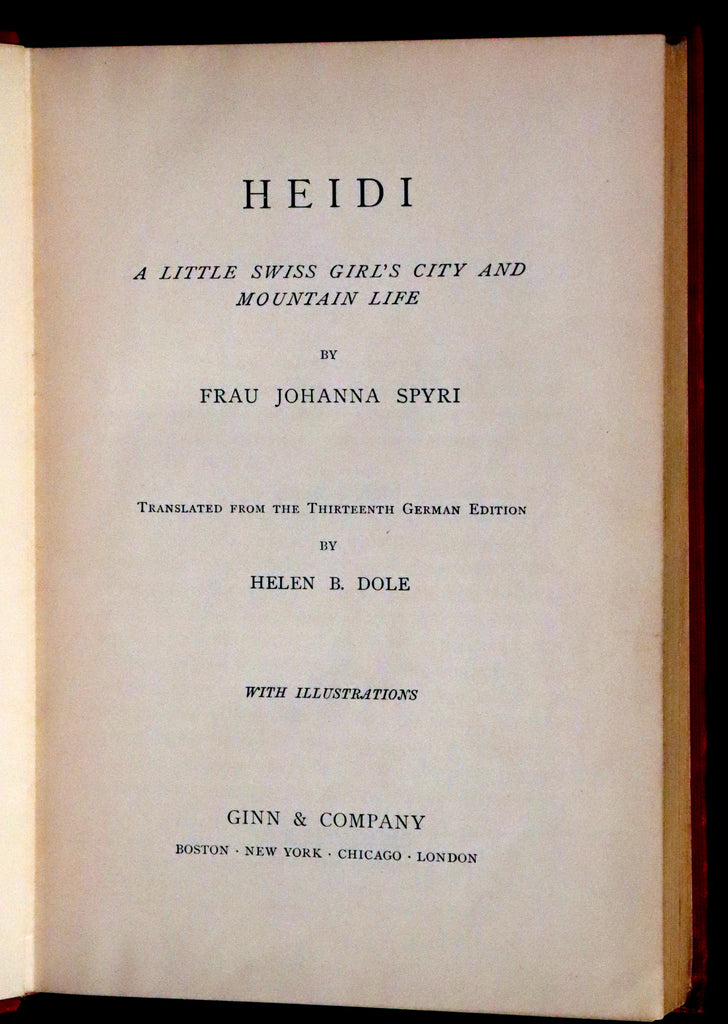 HEIDI
A LITTLE SWISS GIRL'S CITY AND
MOUNTAIN LIFE
BY
FRAU JOHANNA SPYRI
TRANSLATED FROM THE THIRTEENTH GERMAN EDITION
BY
HELEN B. DOLE
WITH ILLUSTRATIONS
GINN & COMPANY
BOSTON · NEW YORK · CHICAGO · LONDON